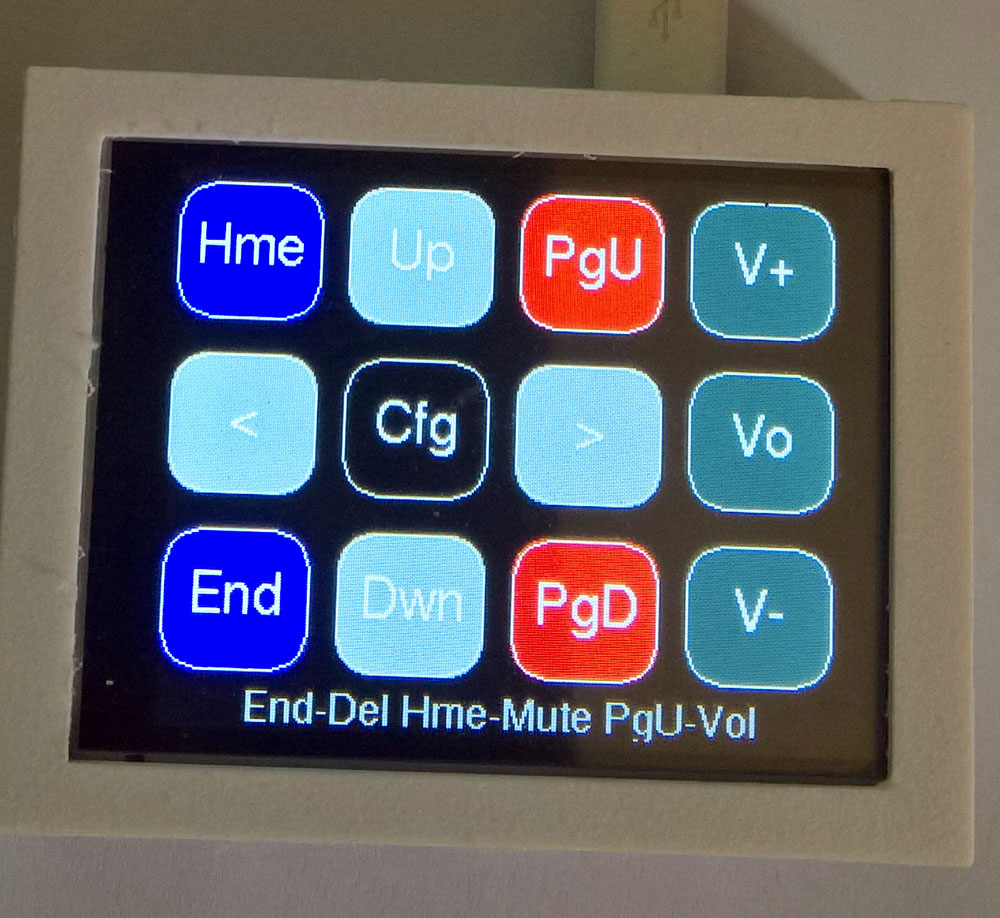 Hme Up PgU V+
< Cfg > Vo
End Dwn PgD V-
End-Del Hme-Mute PgU-Vol